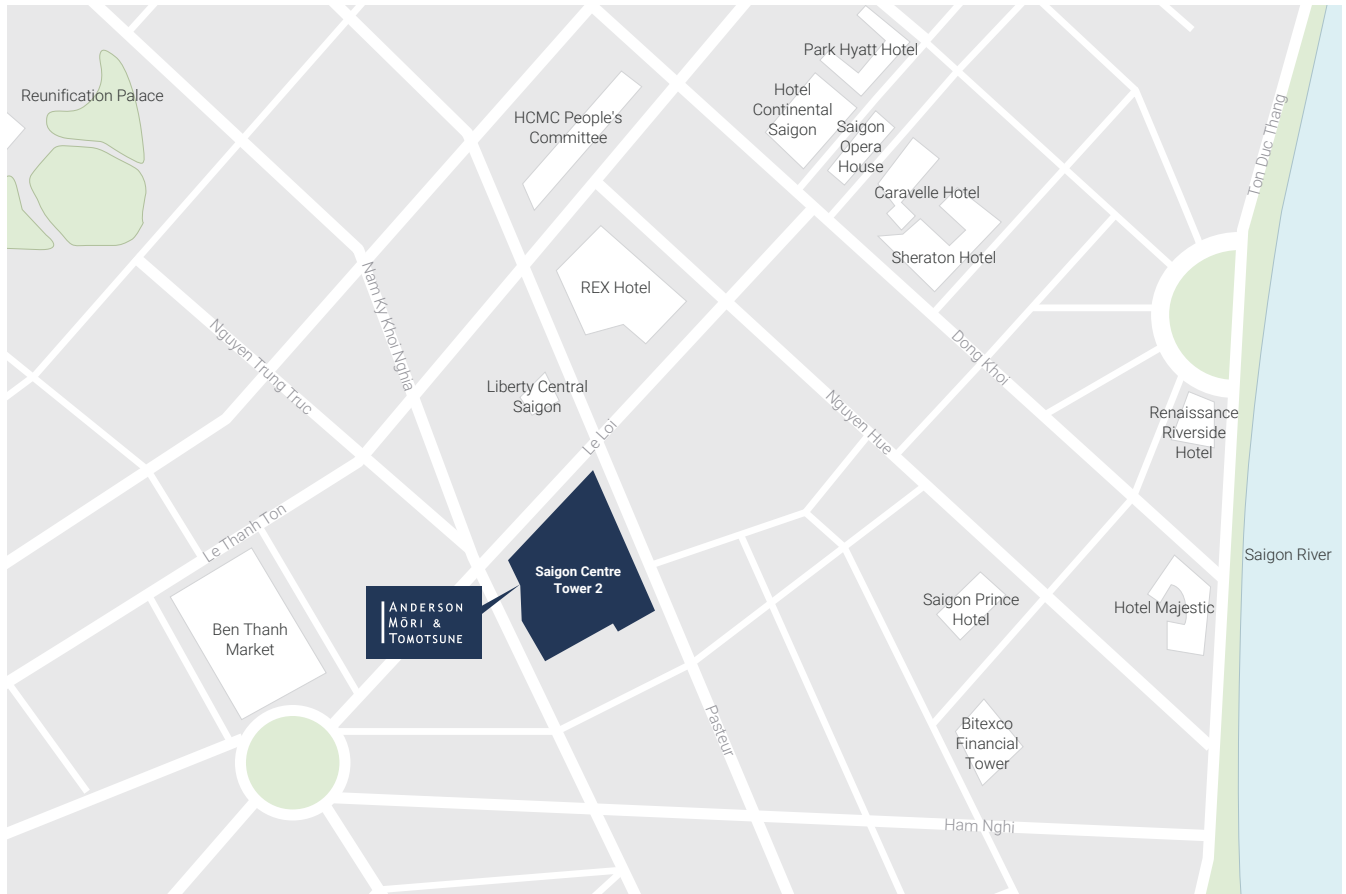 Park Hyatt Hotel
Reunification Palace
Hotel
Continental
Saigon
HCMC People's
Committee
Saigon
Opera
House
Ton Duc Thang
Caravelle Hotel
Sheraton Hotel
REX Hotel
Nam Ky Khoi Nghia
Nguyen Trung Truc
Dong Khoi
Liberty Central
Saigon
Nguyen Hue
Renaissance
Riverside
Hotel
Le Loi
Le Thanh Ton
Saigon River
Saigon Centre
Tower 2
ANDERSON
MŌRI &
TOMOTSUNE
Saigon Prince
Hotel
Hotel Majestic
Ben Thanh
Market
Pasteur
Bitexco
Financial
Tower
Ham Nghi